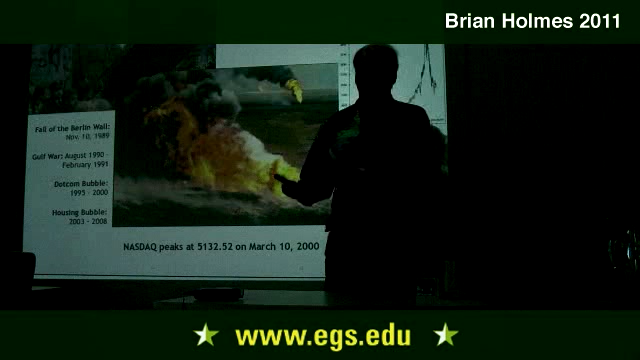 Brian Holmes 2011
Fall of the Berlin Wall:
Nov. 10, 1989
Gulf War: August 1990 -
February 1991
Dotcom Bubble:
1995 - 2000
Housing Bubble:
2003 - 2008
NASDAQ peaks at 5132.52 on March 10, 2000
www.egs.edu